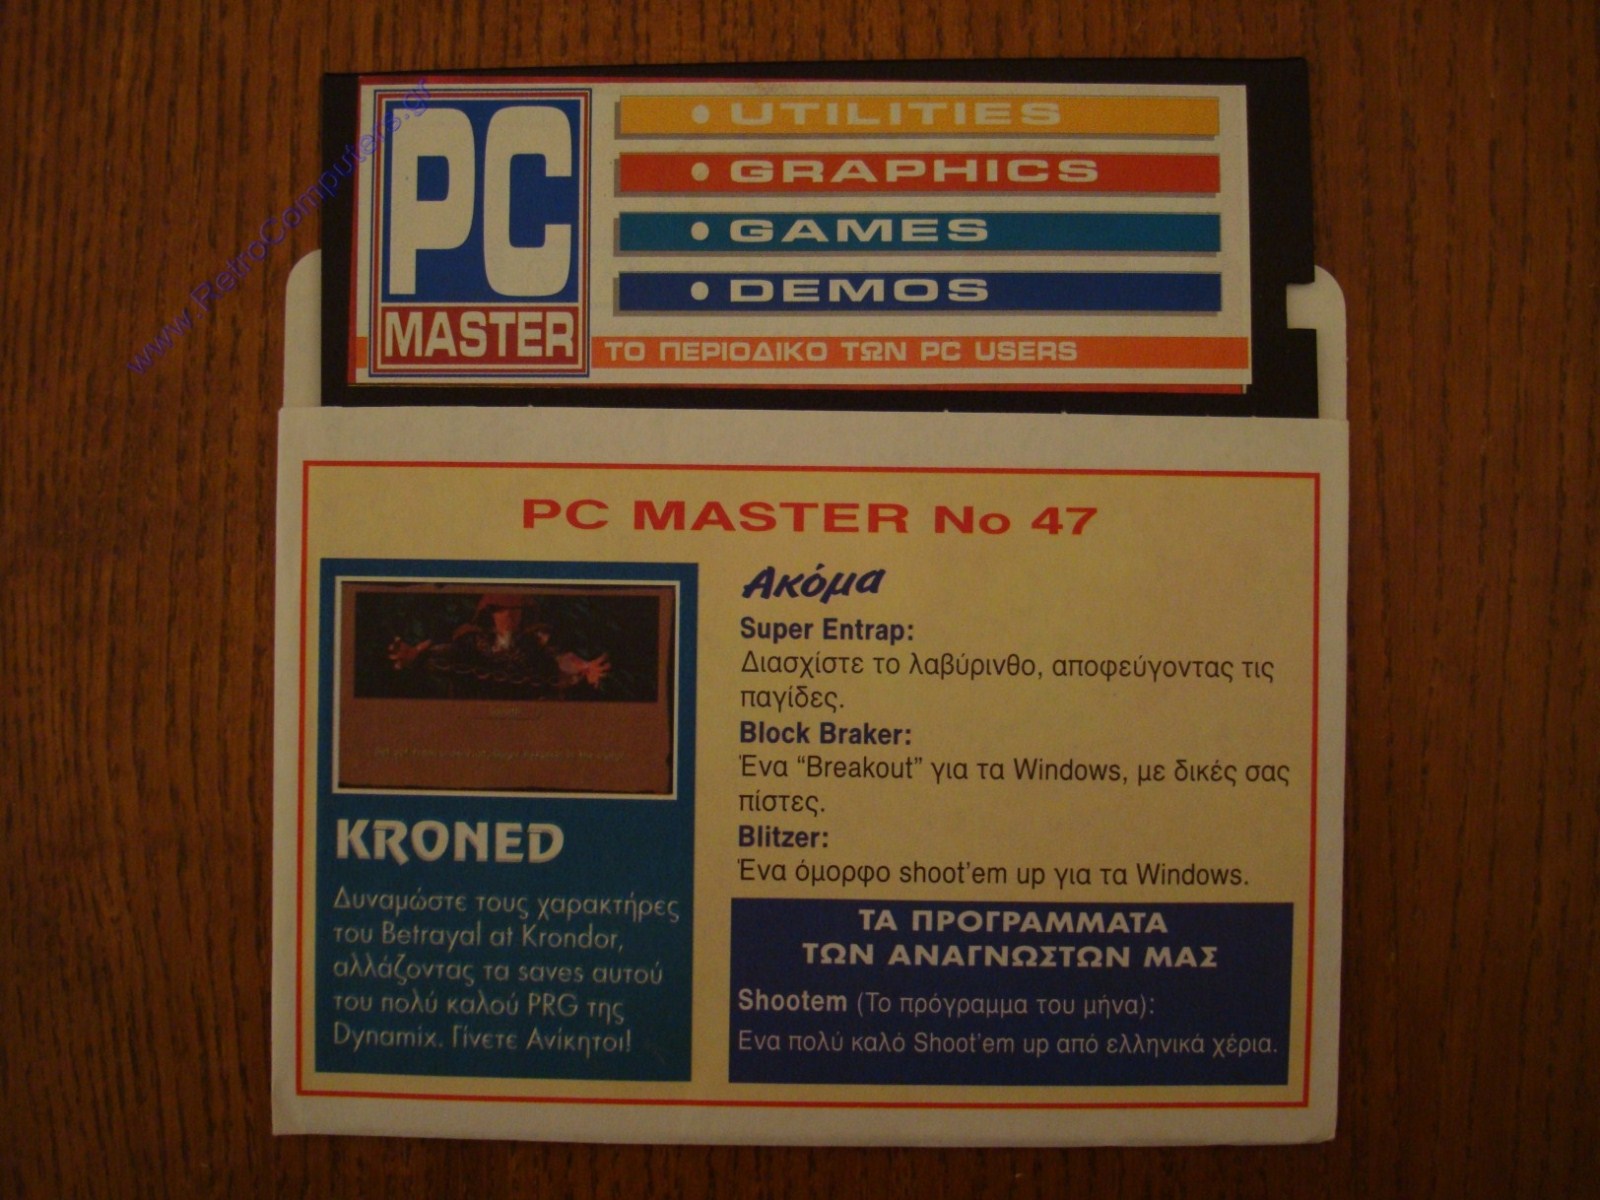 www.RetroComputers.gr
PC
MASTER
• UTILITIES
• GRAPHICS
• GAMES
• DEMOS
ΤΟ ΠΕΡΙΟΔΙΚΟ ΤΩΝ PC USERS
PC MASTER No 47
KRONED
Δυναμώστε τους χαρακτήρες
του Betrayal at Krondor,
αλλάζοντας τα saves αυτού
του πολύ καλού PRG της
Dynamix. Γίνετε Ανίκητοι!
Ακόμα
Super Entrap:
Διασχίστε το λαβύρινθο, αποφεύγοντας τις
παγίδες.
Block Braker:
Ένα “Breakout” για τα Windows, με δικές σας
πίστες.
Blitzer:
Ένα όμορφο shoot’em up για τα Windows.
ΤΑ ΠΡΟΓΡΑΜΜΑΤΑ
ΤΩΝ ΑΝΑΓΝΩΣΤΩΝ ΜΑΣ
Shootem (Το πρόγραμμα του μήνα):
Ενα πολύ καλό Shoot’em up από ελληνικά χέρια.